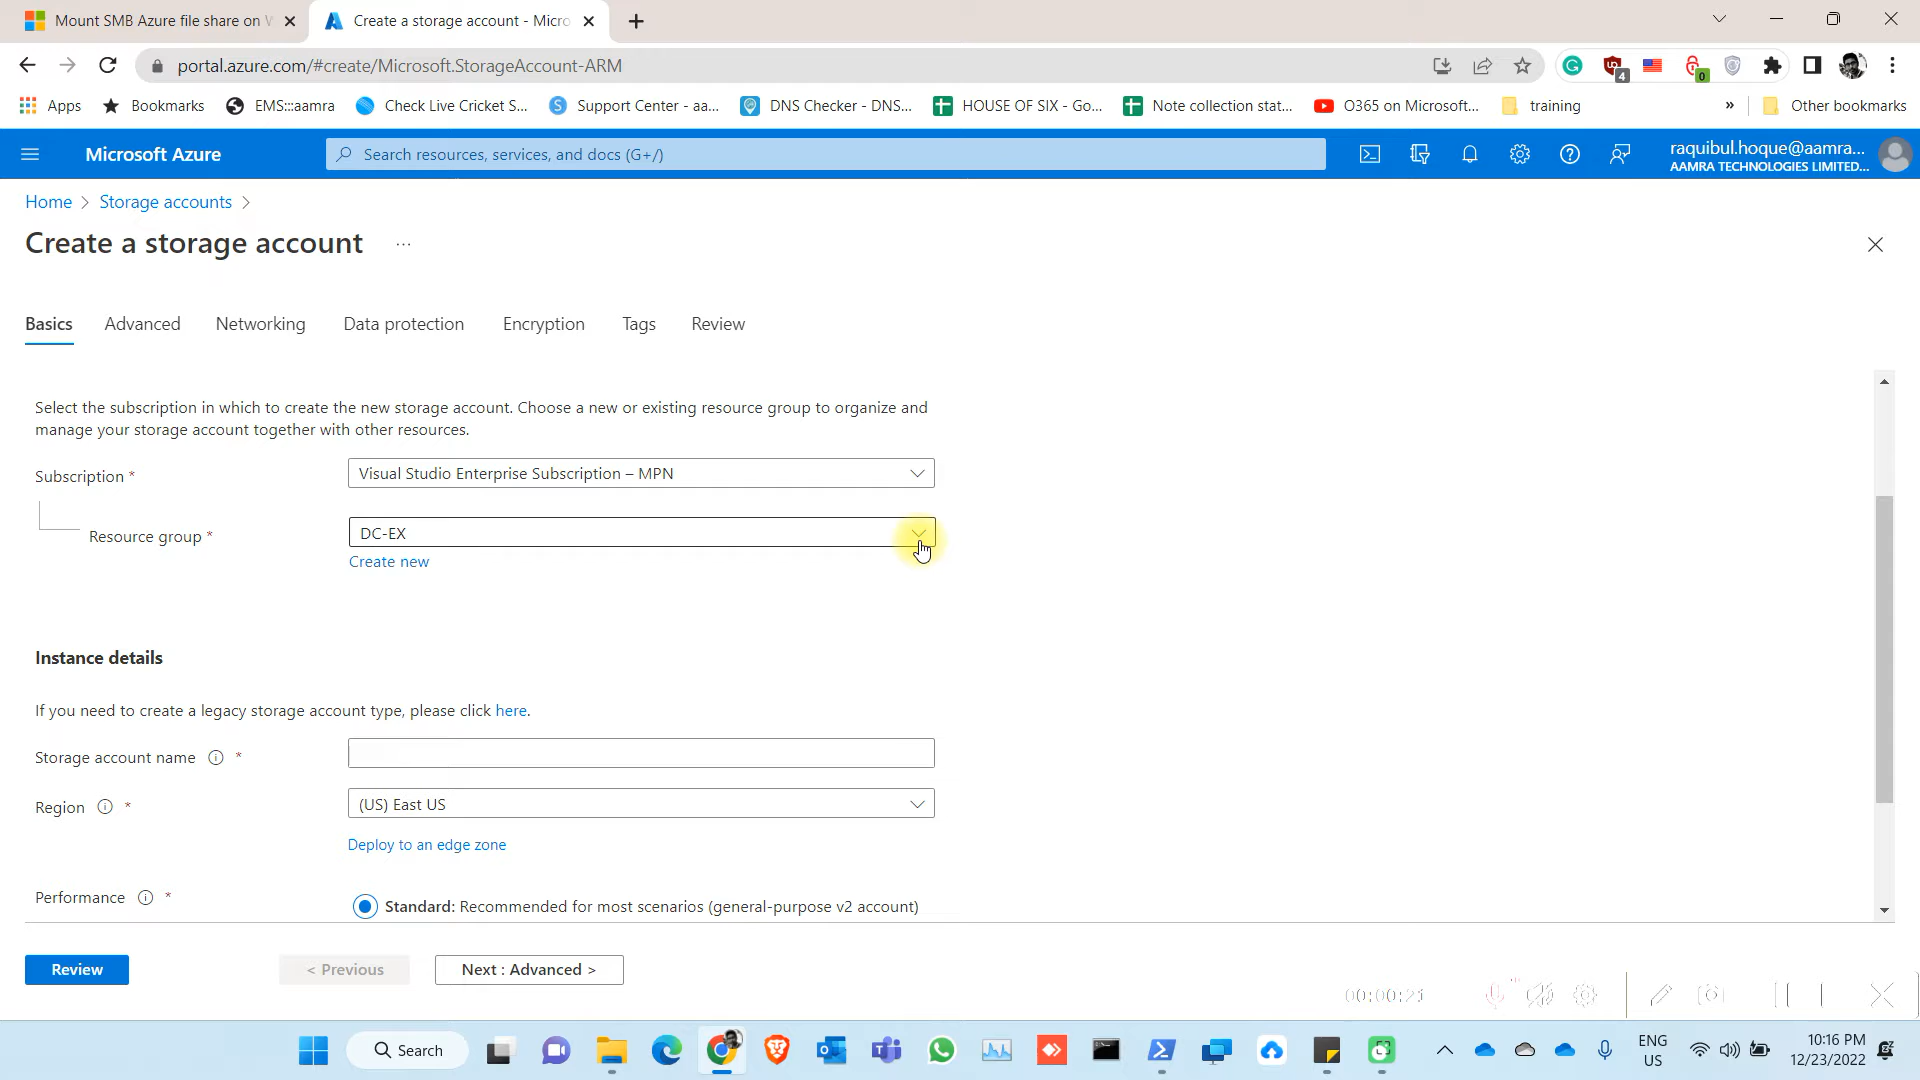 Mount SMB Azure file share on W
Create a storage account - Micro
portal.azure.com/#create/Microsoft.StorageAccount-ARM
4
0
Apps
Bookmarks
EMS:::aamra
Check Live Cricket S...
Support Center - aa...
DNS Checker - DNS...
HOUSE OF SIX - Go...
Note collection stat...
O365 on Microsoft...
training
»
Other bookmarks
Microsoft Azure
Search resources, services, and docs (G+/)
raquibul.hoque@aamra...
AAMRA TECHNOLOGIES LIMITED...
Home > Storage accounts >
Create a storage account ...
Basics
Advanced
Networking
Data protection
Encryption
Tags
Review
Select the subscription in which to create the new storage account. Choose a new or existing resource group to organize and
manage your storage account together with other resources.
Subscription *
Visual Studio Enterprise Subscription – MPN
Resource group *
DC-EX
Create new
Instance details
If you need to create a legacy storage account type, please click here.
Storage account name *
Region *
(US) East US
Deploy to an edge zone
Performance *
Standard: Recommended for most scenarios (general-purpose v2 account)
Review
< Previous
Next : Advanced >
00:00:21
Search
ENG
US
10:16 PM
12/23/2022